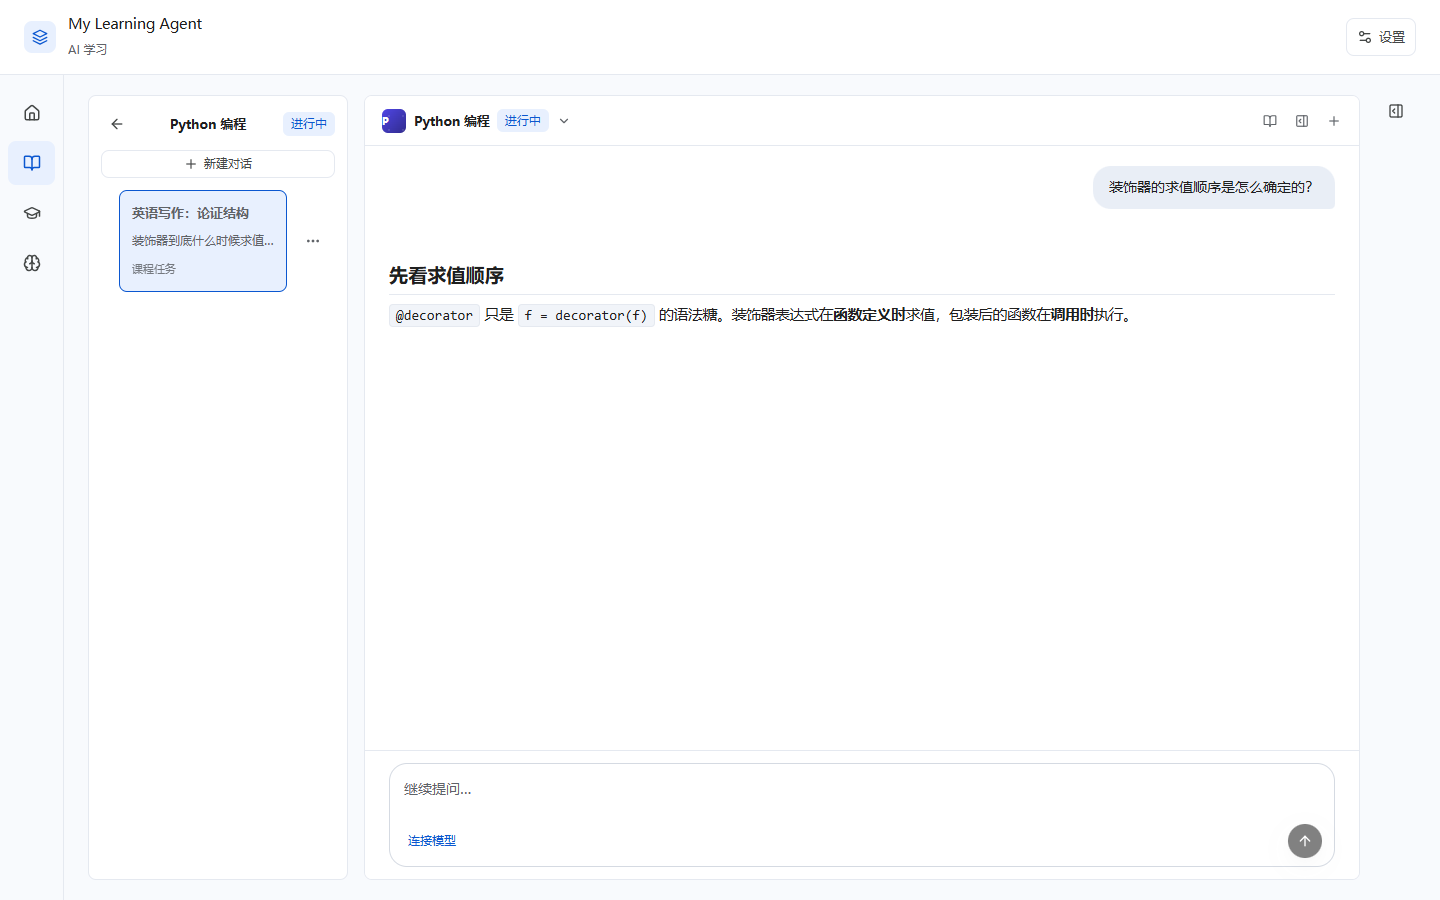 My Learning Agent
AI 学习
设置
Python 编程
进行中
新建对话
英语写作：论证结构
装饰器到底什么时候求值...
课程任务
P
Python 编程
进行中
装饰器的求值顺序是怎么确定的？
先看求值顺序
@decorator 只是 f = decorator(f) 的语法糖。装饰器表达式在函数定义时求值，包装后的函数在调用时执行。
继续提问...
连接模型